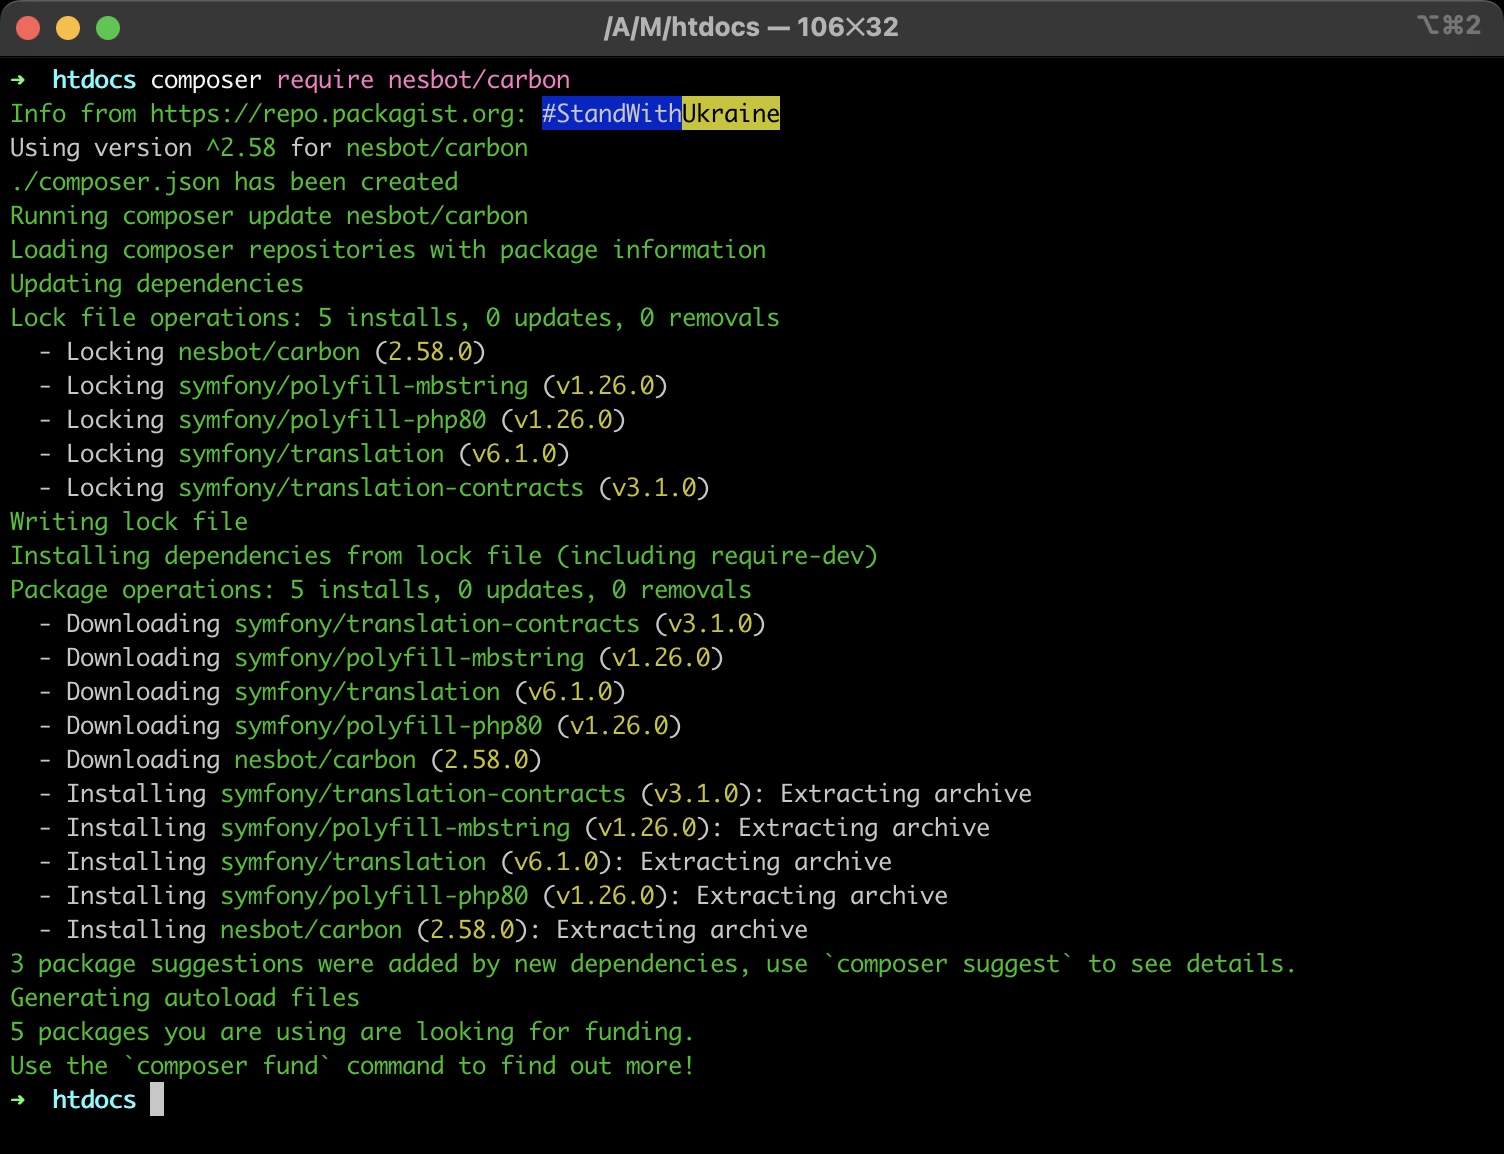 /A/M/htdocs — 106×32
⌥⌘2
➜  htdocs composer require nesbot/carbon
Info from https://repo.packagist.org: #StandWithUkraine
Using version ^2.58 for nesbot/carbon
./composer.json has been created
Running composer update nesbot/carbon
Loading composer repositories with package information
Updating dependencies
Lock file operations: 5 installs, 0 updates, 0 removals
  - Locking nesbot/carbon (2.58.0)
  - Locking symfony/polyfill-mbstring (v1.26.0)
  - Locking symfony/polyfill-php80 (v1.26.0)
  - Locking symfony/translation (v6.1.0)
  - Locking symfony/translation-contracts (v3.1.0)
Writing lock file
Installing dependencies from lock file (including require-dev)
Package operations: 5 installs, 0 updates, 0 removals
  - Downloading symfony/translation-contracts (v3.1.0)
  - Downloading symfony/polyfill-mbstring (v1.26.0)
  - Downloading symfony/translation (v6.1.0)
  - Downloading symfony/polyfill-php80 (v1.26.0)
  - Downloading nesbot/carbon (2.58.0)
  - Installing symfony/translation-contracts (v3.1.0): Extracting archive
  - Installing symfony/polyfill-mbstring (v1.26.0): Extracting archive
  - Installing symfony/translation (v6.1.0): Extracting archive
  - Installing symfony/polyfill-php80 (v1.26.0): Extracting archive
  - Installing nesbot/carbon (2.58.0): Extracting archive
3 package suggestions were added by new dependencies, use `composer suggest` to see details.
Generating autoload files
5 packages you are using are looking for funding.
Use the `composer fund` command to find out more!
➜  htdocs